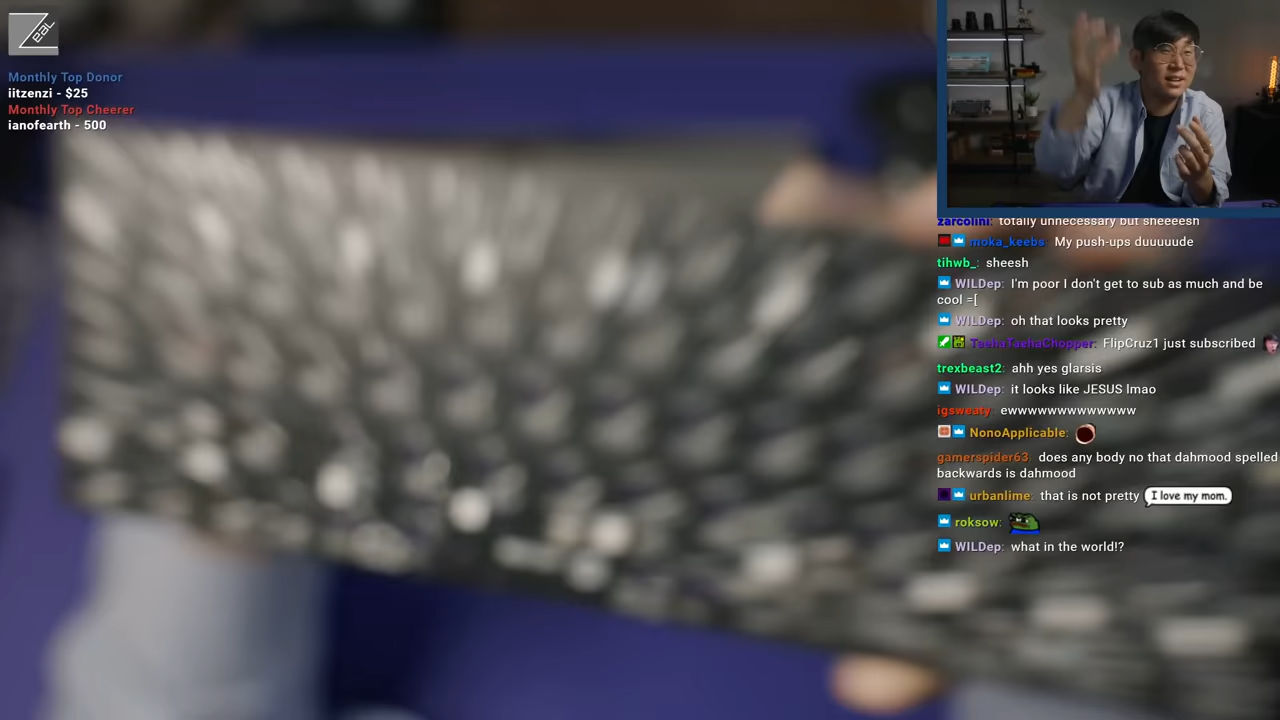 Zeal
Monthly Top Donor
iitzenzi - $25
Monthly Top Cheerer
ianofearth - 500
zarcolini: totally unnecessary but sheeeesh
moka_keebs: My push-ups duuuuude
tihwb_: sheesh
WILDep: I'm poor I don't get to sub as much and be
cool =[
WILDep: oh that looks pretty
TaehaTaehaChopper: FlipCruz1 just subscribed
trexbeast2: ahh yes glarsis
WILDep: it looks like JESUS lmao
igsweaty: ewwwwwwwwwwwww
NonoApplicable:
gamerspider63: does any body no that dahmood spelled
backwards is dahmood
urbanlime: that is not pretty I love my mom.
roksow:
WILDep: what in the world!?